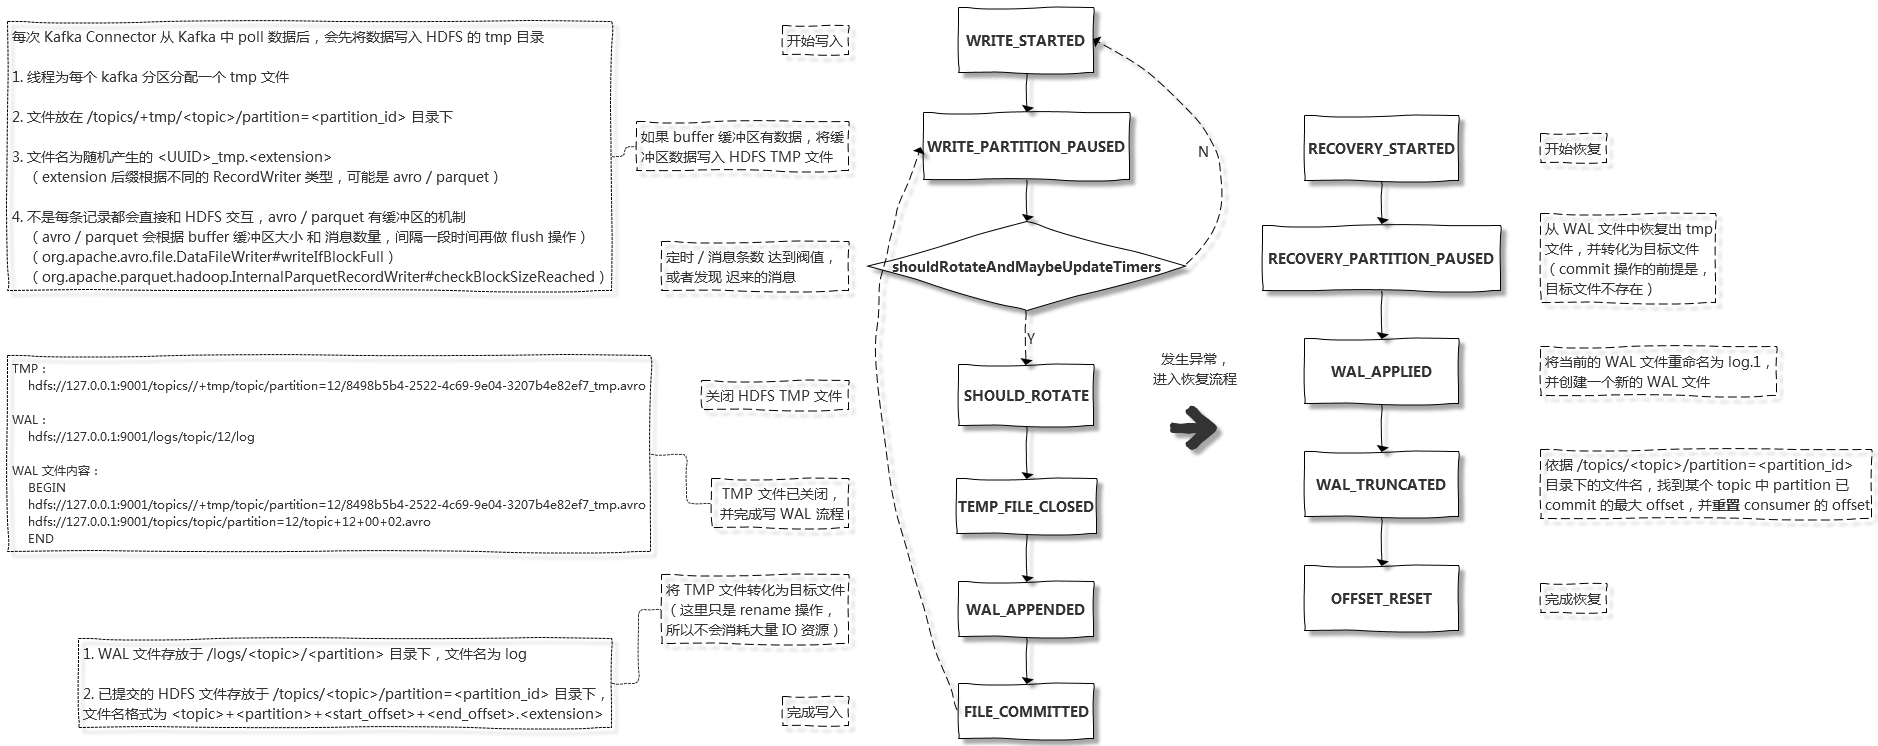 每次 Kafka Connector 从 Kafka 中 poll 数据后，会先将数据写入 HDFS 的 tmp 目录
1. 线程为每个 kafka 分区分配一个 tmp 文件
2. 文件放在 /topics/+tmp/<topic>/partition=<partition_id> 目录下
3. 文件名为随机产生的 <UUID>_tmp.<extension>
（ extension 后缀根据不同的 RecordWriter 类型，可能是 avro / parquet ）
4. 不是每条记录都会直接和 HDFS 交互，avro / parquet 有缓冲区的机制
（ avro / parquet 会根据 buffer 缓冲区大小 和 消息数量，间隔一段时间再做 flush 操作 ）
（ org.apache.avro.file.DataFileWriter#writeIfBlockFull ）
（ org.apache.parquet.hadoop.InternalParquetRecordWriter#checkBlockSizeReached ）
TMP：
hdfs://127.0.0.1:9001/topics//+tmp/topic/partition=12/8498b5b4-2522-4c69-9e04-3207b4e82ef7_tmp.avro
WAL：
hdfs://127.0.0.1:9001/logs/topic/12/log
WAL 文件内容：
BEGIN
hdfs://127.0.0.1:9001/topics//+tmp/topic/partition=12/8498b5b4-2522-4c69-9e04-3207b4e82ef7_tmp.avro
hdfs://127.0.0.1:9001/topics/topic/partition=12/topic+12+00+02.avro
END
1. WAL 文件存放于 /logs/<topic>/<partition> 目录下，文件名为 log
2. 已提交的 HDFS 文件存放于 /topics/<topic>/partition=<partition_id> 目录下，
文件名格式为 <topic>+<partition>+<start_offset>+<end_offset>.<extension>
开始写入
如果 buffer 缓冲区有数据，将缓
冲区数据写入 HDFS TMP 文件
定时 / 消息条数 达到阀值，
或者发现 迟来的消息
关闭 HDFS TMP 文件
TMP 文件已关闭，
并完成写 WAL 流程
将 TMP 文件转化为目标文件
（ 这里只是 rename 操作，
所以不会消耗大量 IO 资源 ）
完成写入
WRITE_STARTED
WRITE_PARTITION_PAUSED
N
shouldRotateAndMaybeUpdateTimers
Y
SHOULD_ROTATE
TEMP_FILE_CLOSED
WAL_APPENDED
FILE_COMMITTED
发生异常，
进入恢复流程
RECOVERY_STARTED
RECOVERY_PARTITION_PAUSED
WAL_APPLIED
WAL_TRUNCATED
OFFSET_RESET
开始恢复
从 WAL 文件中恢复出 tmp
文件，并转化为目标文件
（ commit 操作的前提是，
目标文件不存在 ）
将当前的 WAL 文件重命名为 log.1，
并创建一个新的 WAL 文件
依据 /topics/<topic>/partition=<partition_id>
目录下的文件名，找到某个 topic 中 partition 已
commit 的最大 offset，并重置 consumer 的 offset
完成恢复